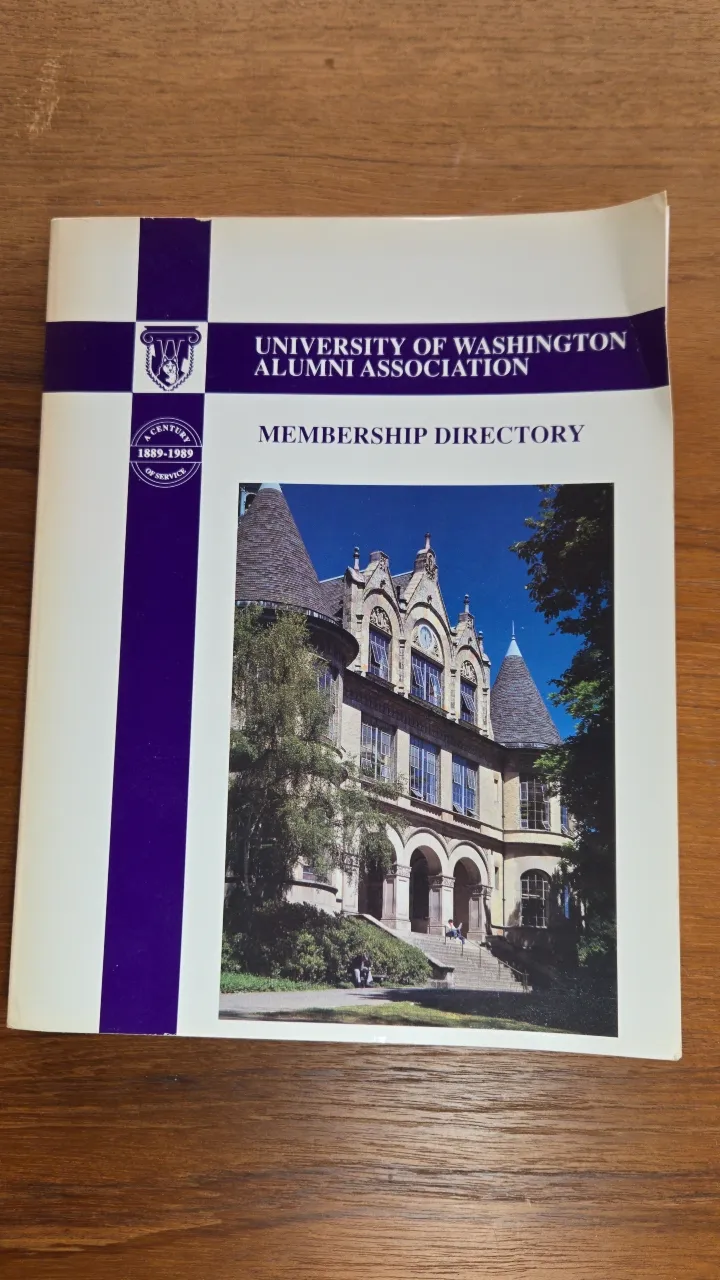 UNIVERSITY OF WASHINGTON
ALUMNI ASSOCIATION
W
MEMBERSHIP DIRECTORY
A CENTURY
1889-1989
OF SERVICE